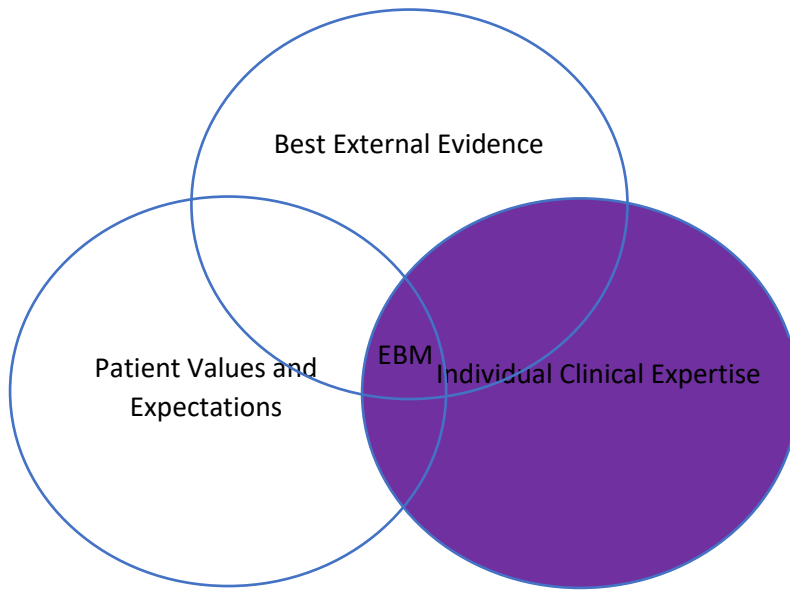 Best External Evidence
EBM
Patient Values and
Expectations
Individual Clinical Expertise